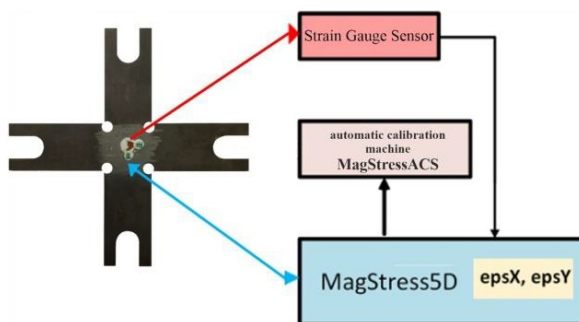 Strain Gauge Sensor
automatic calibration
machine
MagStressACS
MagStress5D
epsX, epsY